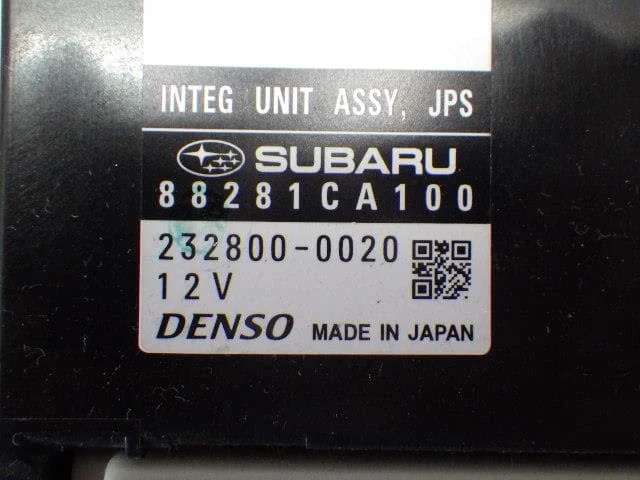 INTEG UNIT ASSY, JPS
SUBARU
88281CA100
232800-0020
12V
DENSO MADE IN JAPAN